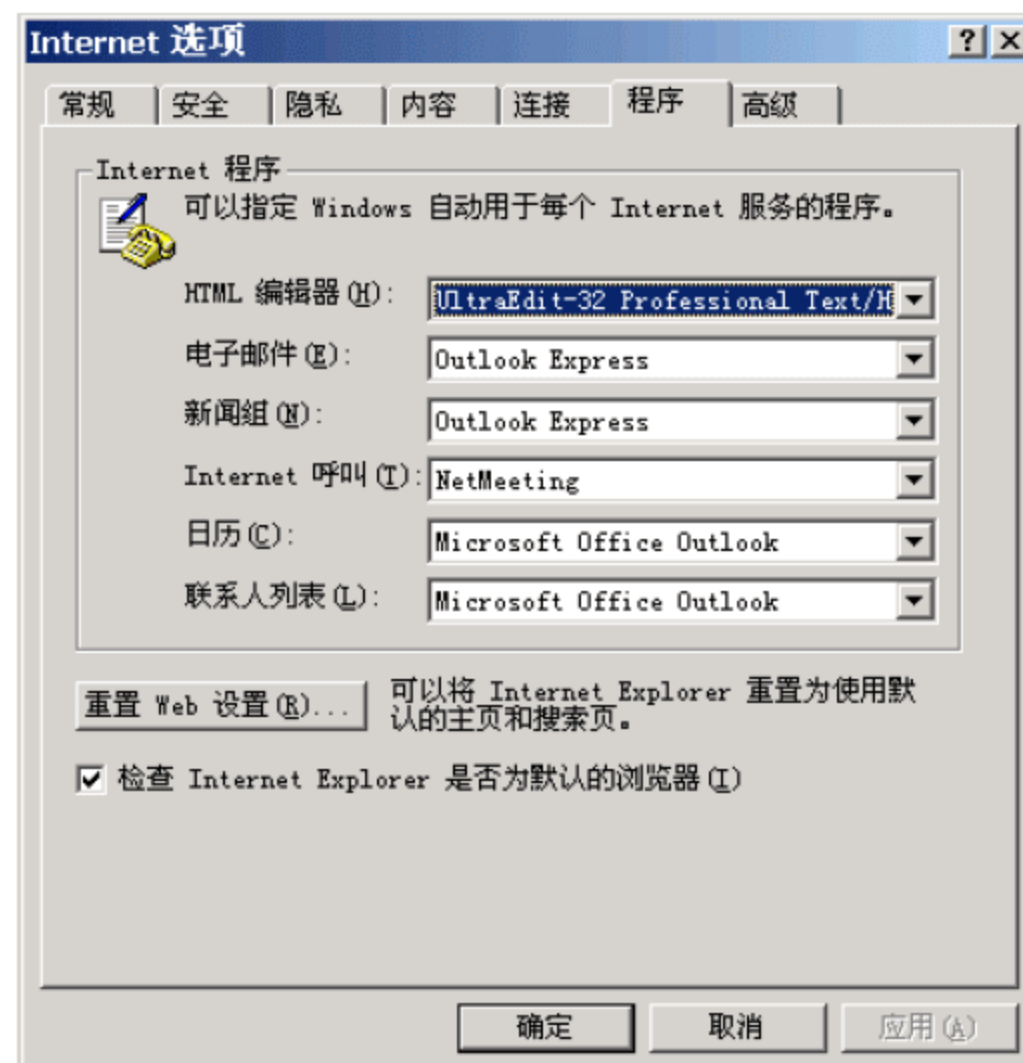 Internet 选项
常规 安全 隐私 内容 连接 程序 高级
Internet 程序
可以指定 Windows 自动用于每个 Internet 服务的程序。
HTML 编辑器(H): UltraEdit-32 Professional Text/H
电子邮件(E): Outlook Express
新闻组(N): Outlook Express
Internet 呼叫(T): NetMeeting
日历(C): Microsoft Office Outlook
联系人列表(L): Microsoft Office Outlook
重置 Web 设置(R)... 可以将 Internet Explorer 重置为使用默
认的主页和搜索页。
检查 Internet Explorer 是否为默认的浏览器(I)
确定 取消 应用(A)